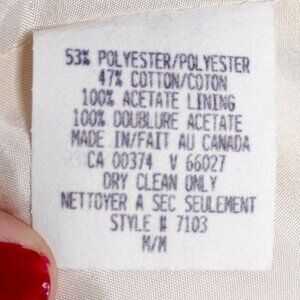 53% POLYESTER/POLYESTER
47% COTTON/COTON
100% ACETATE LINING
100% DOUBLURE ACETATE
MADE IN/FAIT AU CANADA
CA 00374 V 66027
DRY CLEAN ONLY
NETTOYER A SEC SEULEMENT
STYLE # 7103
M/M